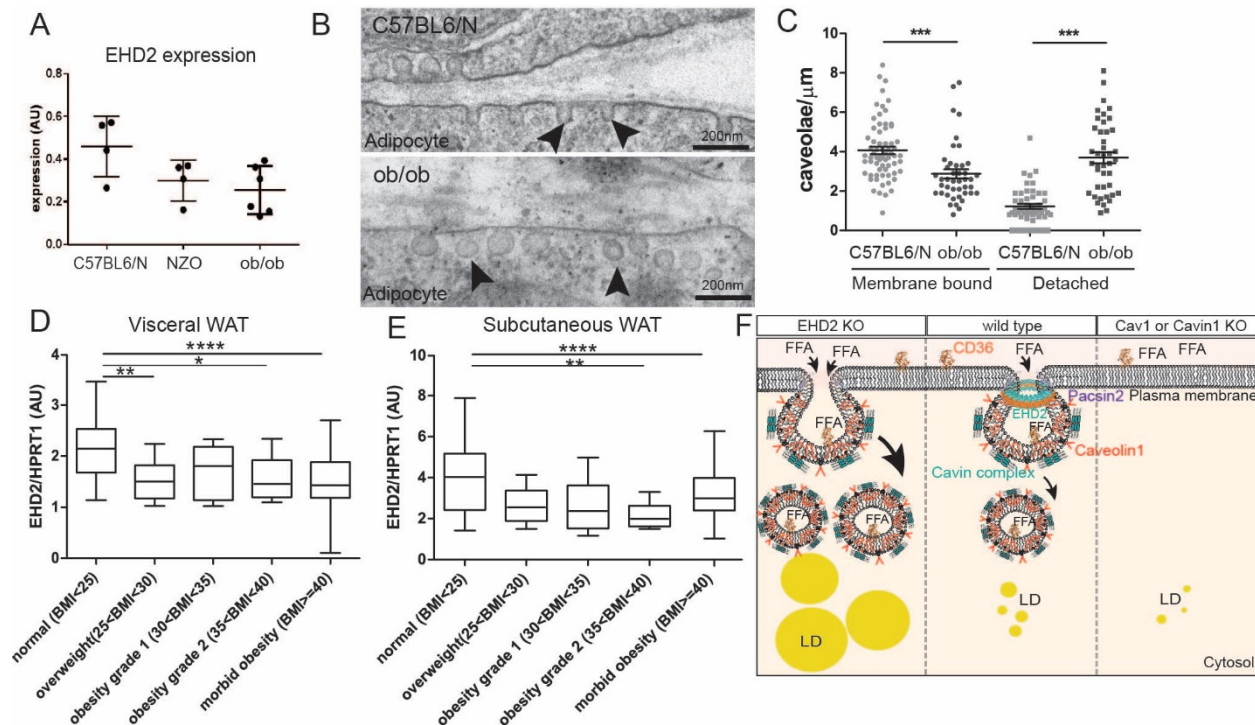 A
EHD2 expression
expression (AU)
0.8
0.6
0.4
0.2
0.0
C57BL6/N NZO ob/ob
B
C57BL6/N
Adipocyte
200nm
ob/ob
Adipocyte
200nm
C
caveolae/μm
10
8
6
4
2
0
*** ***
C57BL6/N ob/ob C57BL6/N ob/ob
Membrane bound Detached
D
Visceral WAT
EHD2/HPRT1 (AU)
4
3
2
1
0
****
*
**
normal (BMI<25)
overweight(25<BMI<30)
obesity grade 1 (30<BMI<35)
obesity grade 2 (35<BMI<40)
morbid obesity (BMI>=40)
E
Subcutaneous WAT
EHD2/HPRT1 (AU)
10
8
6
4
2
0
****
**
normal (BMI<25)
overweight(25<BMI<30)
obesity grade 1 (30<BMI<35)
obesity grade 2 (35<BMI<40)
morbid obesity (BMI>=40)
F
EHD2 KO wild type Cav1 or Cavin1 KO
FFA FFA CD36 FFA FFA FFA
Pacsin2 Plasma membrane
EHD2
FFA FFA
Caveolin1
Cavin complex
FFA FFA FFA
LD LD LD
Cytosol